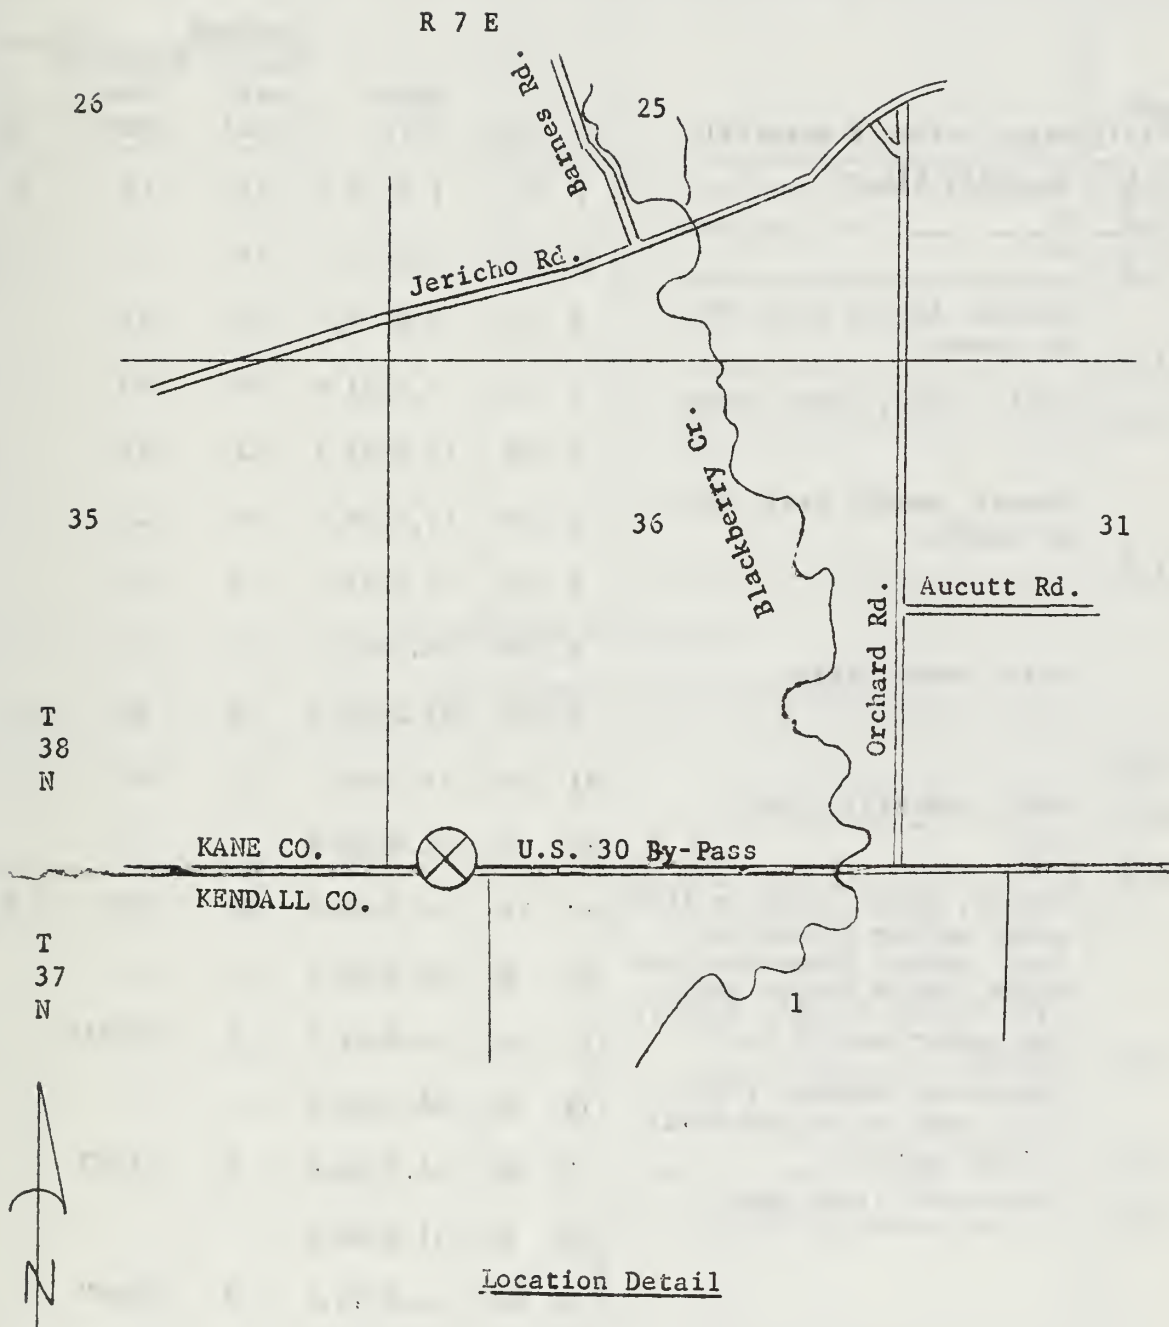 R 7 E
26
Barnes Rd.
25
Jericho Rd.
35
36
Blackberry Cr.
31
Aucutt Rd.
Orchard Rd.
T
38
N
KANE CO.
U.S. 30 By-Pass
KENDALL CO.
T
37
N
1
N
Location Detail